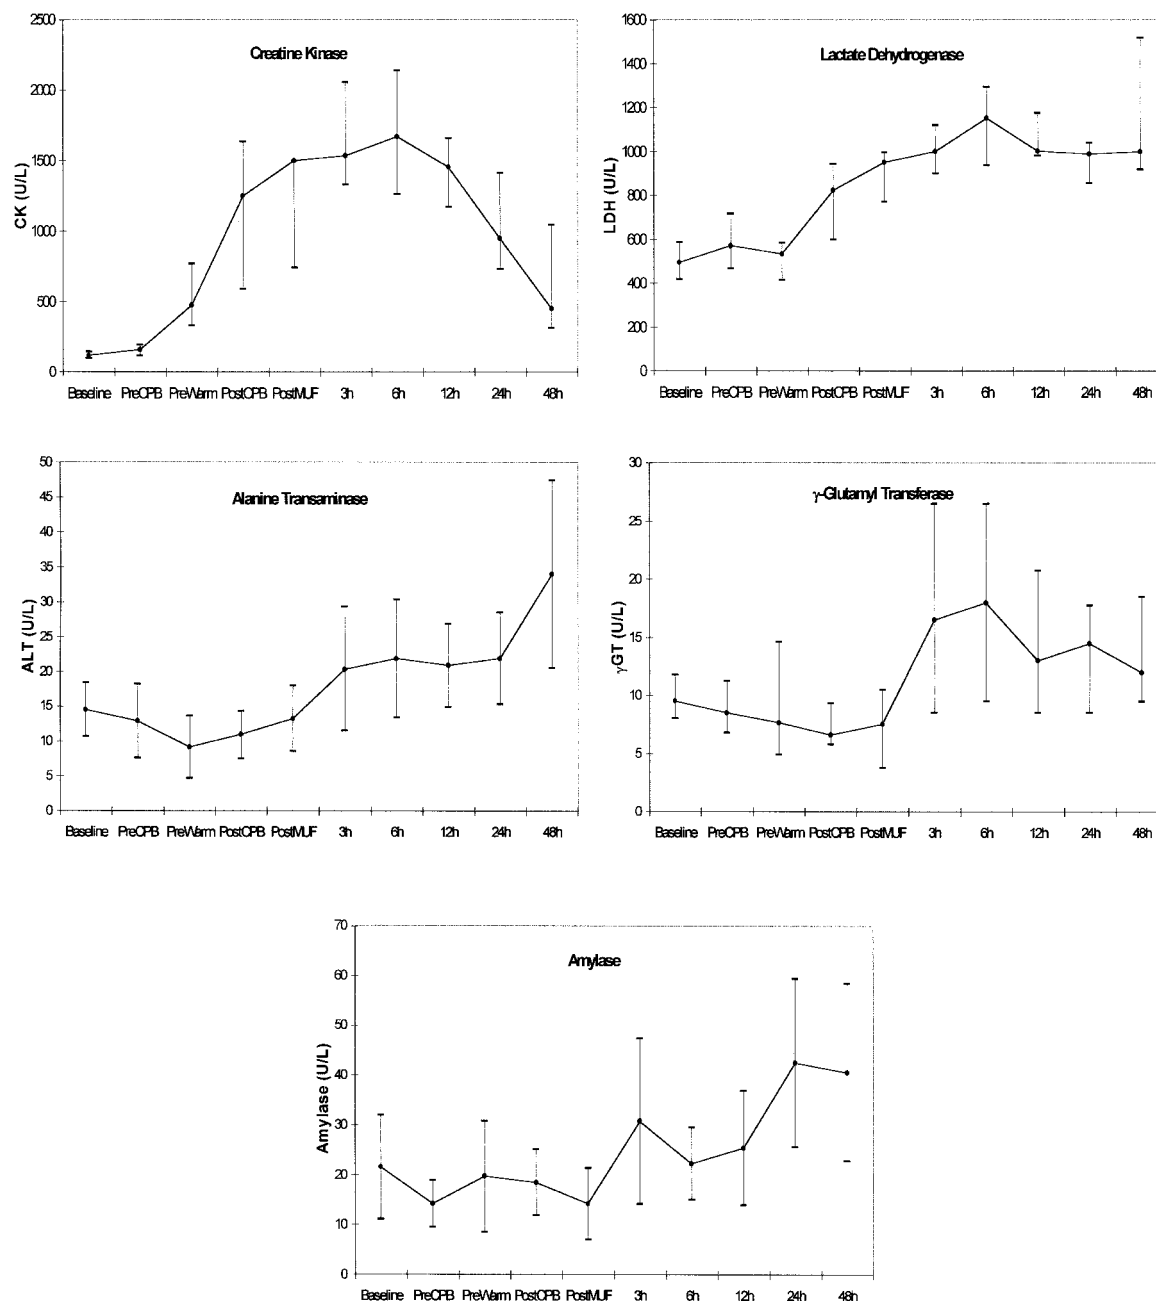 Creatine Kinase
CK (U/L)
2500
2000
1500
1000
500
0
Baseline PreCPB PreWarm PostCPB PostMUF 3h 6h 12h 24h 48h
Lactate Dehydrogenase
LDH (U/L)
1600
1400
1200
1000
800
600
400
200
0
Baseline PreCPB PreWarm PostCPB PostMUF 3h 6h 12h 24h 48h
Alanine Transaminase
ALT (U/L)
50
45
40
35
30
25
20
15
10
5
0
Baseline PreCPB PreWarm PostCPB PostMUF 3h 6h 12h 24h 48h
γ-Glutamyl Transferase
γGT (U/L)
30
25
20
15
10
5
0
Baseline PreCPB PreWarm PostCPB PostMUF 3h 6h 12h 24h 48h
Amylase
Amylase (U/L)
70
60
50
40
30
20
10
0
Baseline PreCPB PreWarm PostCPB PostMUF 3h 6h 12h 24h 48h